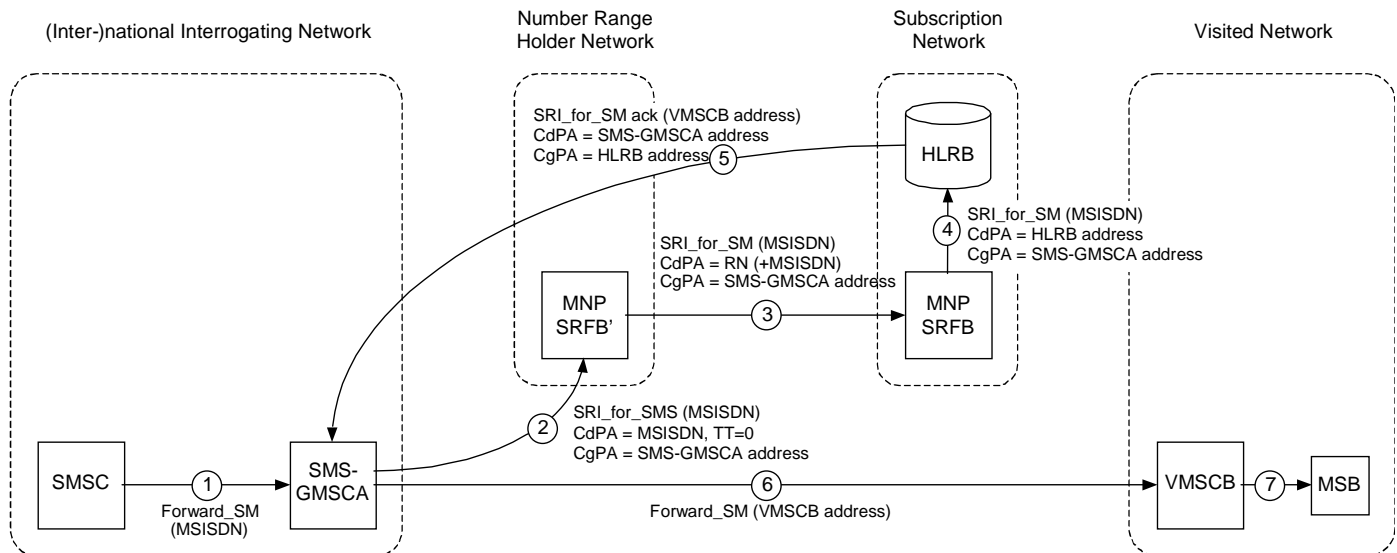 (Inter-)national Interrogating Network
Number Range
Holder Network
Subscription
Network
Visited Network
SRI_for_SM ack (VMSCB address)
CdPA = SMS-GMSCA address
CgPA = HLRB address
5
HLRB
4
SRI_for_SM (MSISDN)
CdPA = HLRB address
CgPA = SMS-GMSCA address
SRI_for_SM (MSISDN)
CdPA = RN (+MSISDN)
CgPA = SMS-GMSCA address
MNP
SRFB’
3
MNP
SRFB
2
SRI_for_SMS (MSISDN)
CdPA = MSISDN, TT=0
CgPA = SMS-GMSCA address
SMSC
1
Forward_SM
(MSISDN)
SMS-
GMSCA
6
Forward_SM (VMSCB address)
VMSCB
7
MSB